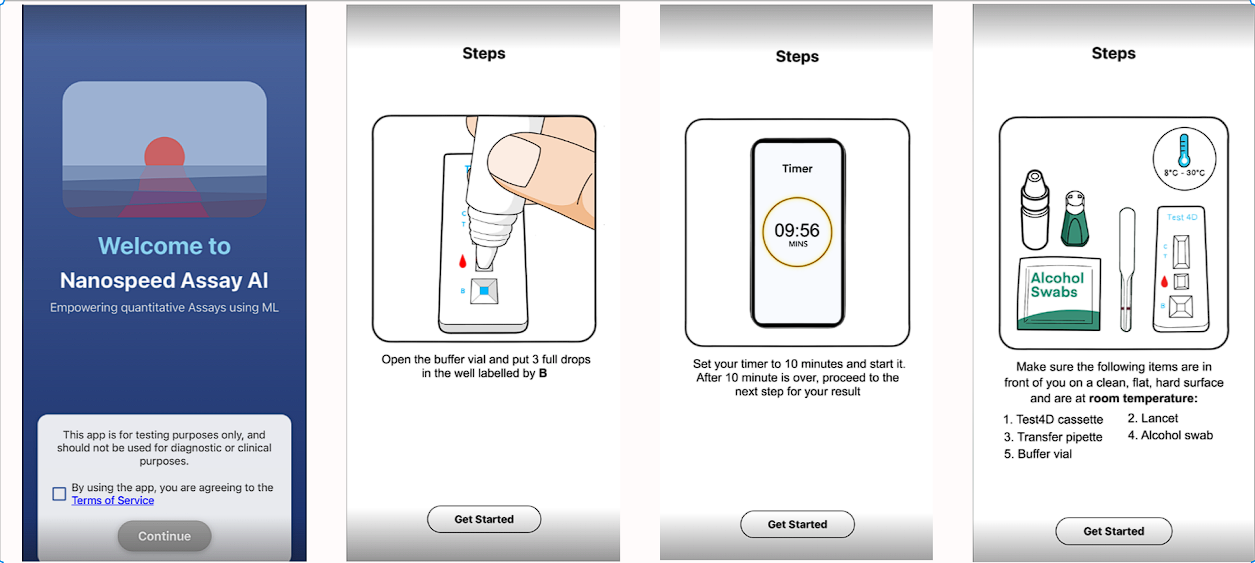 Welcome to
Nanospeed Assay AI
Empowering quantitative Assays using ML
This app is for testing purposes only, and
should not be used for diagnostic or clinical
purposes.
By using the app, you are agreeing to the
Terms of Service
Continue
Steps
C
T
B
Open the buffer vial and put 3 full drops
in the well labelled by B
Get Started
Steps
Timer
09:56
MINS
Set your timer to 10 minutes and start it.
After 10 minute is over, proceed to the
next step for your result
Get Started
Steps
8°C - 30°C
Test 4D
C
T
B
Alcohol
Swabs
Make sure the following items are in
front of you on a clean, flat, hard surface
and are at room temperature:
1. Test4D cassette
2. Lancet
3. Transfer pipette
4. Alcohol swab
5. Buffer vial
Get Started